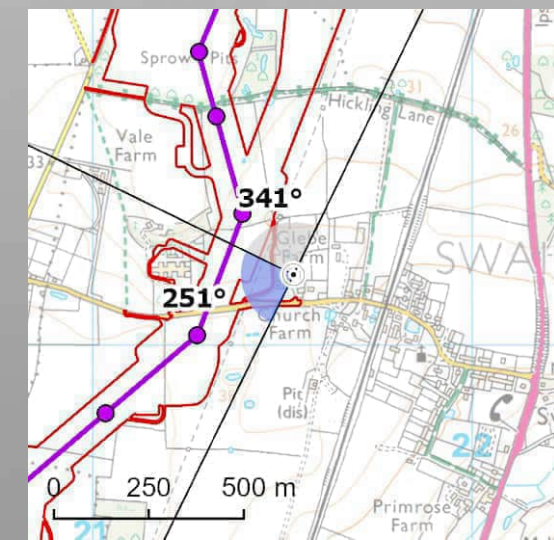 Sprow Pits
31
Hickling Lane
26
Vale
Farm
33
341°
Glebe
Farm
SWA
251°
Church
Farm
Pit
(dis)
22
0 250 500 m
Primrose
Farm
21
S